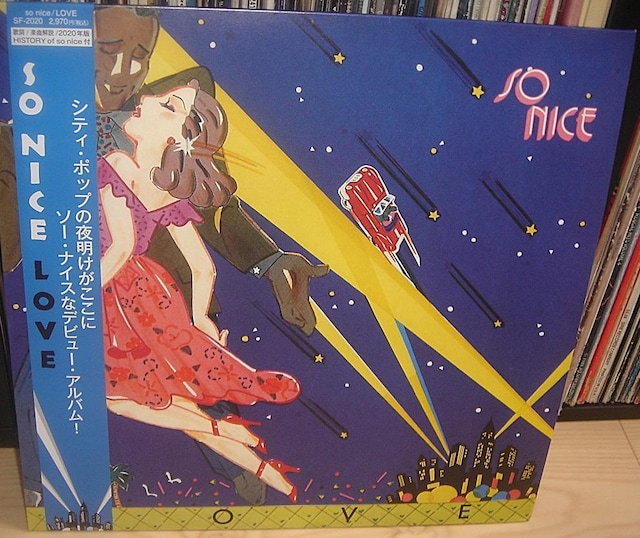 so nice/LOVE
SF-2020 2,970円(税込)
歌詞/楽曲解説/2020年版
HISTORY of so nice 付
SO NICE LOVE
シティ・ポップの夜明けがここに
ソー・ナイスなデビュー・アルバム!
SO
NICE
O V E